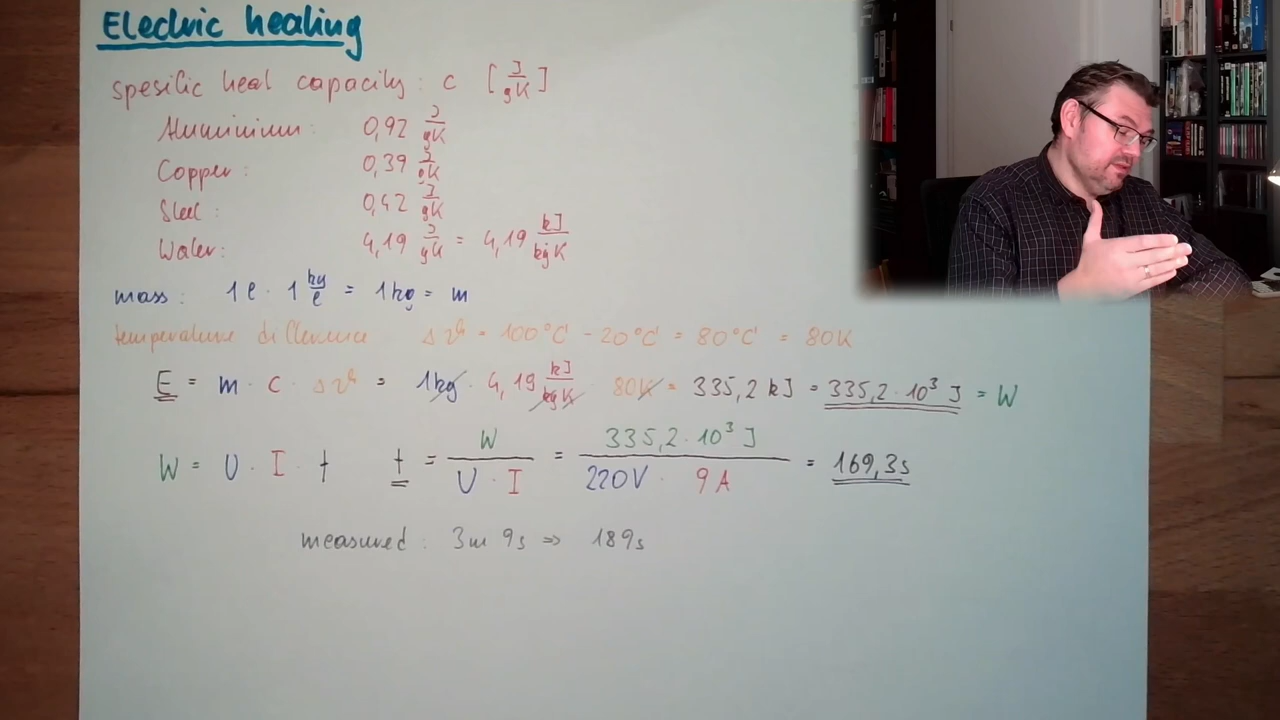 Electric heating
spesific heat capacity: c [J/gK]
Aluminium: 0,92 J/gK
Copper: 0,39 J/gK
Steel: 0,42 J/gK
Water: 4,19 J/gK = 4,19 kJ/kgK
mass: 1l · 1 kg/l = 1kg = m
temperature difference Δϑ = 100°C - 20°C = 80°C = 80K
E = m · c · Δϑ = 1kg · 4,19 kJ/kgK · 80K = 335,2 kJ = 335,2 · 10³ J = W
W = U · I · t t = W/(U · I) = 335,2 · 10³ J/(220V · 9A) = 169,3s
measured: 3m 9s => 189s